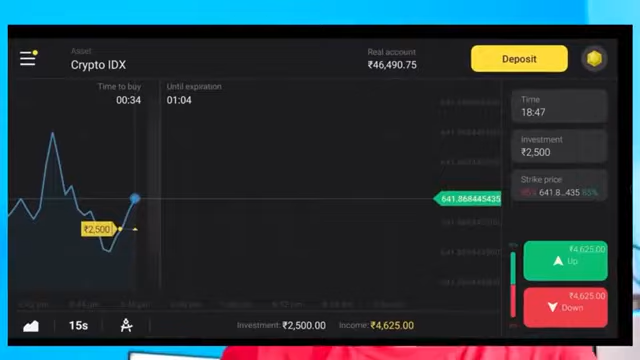 Asset
Crypto IDX
Real account
₹46,490.75
Deposit
Time to buy
00:34
Until expiration
01:04
Time
18:47
Investment
₹2,500
Strike price
641.8...435 85%
641.868445435
₹2,500
₹4,625.00
Up
₹4,625.00
Down
15s
Investment: ₹2,500.00
Income: ₹4,625.00